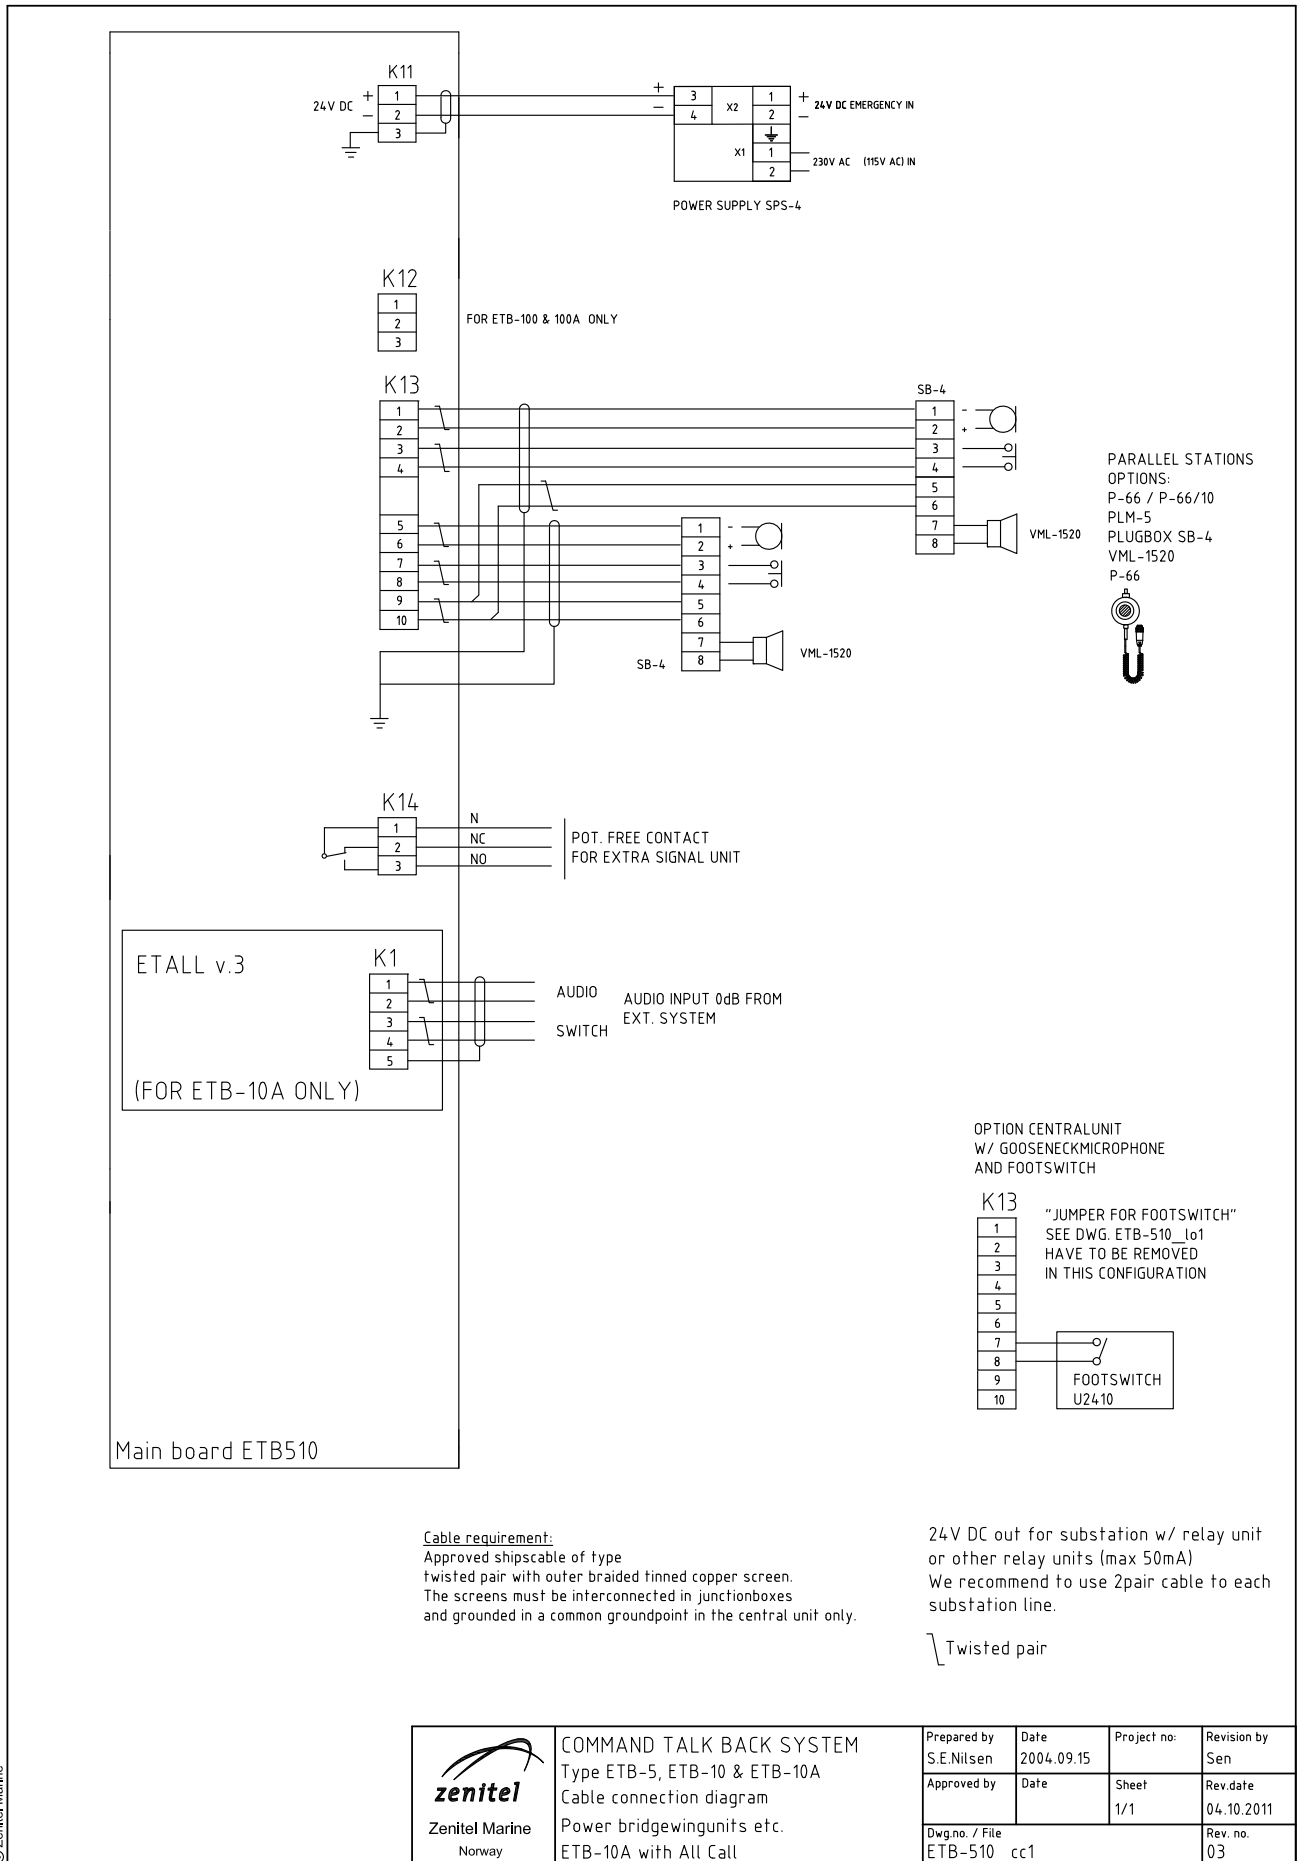 K11
24V DC
+
−
1
2
3
+
−
3
4
X2
1
2
+
−
24V DC EMERGENCY IN
X1
1
2
230V AC (115V AC) IN
POWER SUPPLY SPS-4
K12
1
2
3
FOR ETB-100 & 100A ONLY
K13
1
2
3
4
5
6
7
8
9
10
SB-4
1
2
3
4
5
6
7
8
-
+
VML-1520
1
2
3
4
5
6
7
8
-
+
SB-4
VML-1520
PARALLEL STATIONS
OPTIONS:
P-66 / P-66/10
PLM-5
PLUGBOX SB-4
VML-1520
P-66
K14
1
2
3
N
NC
NO
POT. FREE CONTACT
FOR EXTRA SIGNAL UNIT
ETALL v.3
K1
1
2
3
4
5
(FOR ETB-10A ONLY)
AUDIO
SWITCH
AUDIO INPUT 0dB FROM
EXT. SYSTEM
OPTION CENTRALUNIT
W/ GOOSENECKMICROPHONE
AND FOOTSWITCH
K13
1
2
3
4
5
6
7
8
9
10
"JUMPER FOR FOOTSWITCH"
SEE DWG. ETB-510_lo1
HAVE TO BE REMOVED
IN THIS CONFIGURATION
FOOTSWITCH
U2410
Main board ETB510
Cable requirement:
Approved shipscable of type
twisted pair with outer braided tinned copper screen.
The screens must be interconnected in junctionboxes
and grounded in a common groundpoint in the central unit only.
24V DC out for substation w/ relay unit
or other relay units (max 50mA)
We recommend to use 2pair cable to each
substation line.
Twisted pair
zenitel
Zenitel Marine
Norway
COMMAND TALK BACK SYSTEM
Type ETB-5, ETB-10 & ETB-10A
Cable connection diagram
Power bridgewingunits etc.
ETB-10A with All Call
Prepared by
S.E.Nilsen
Date
2004.09.15
Project no:
Revision by
Sen
Approved by
Date
Sheet
1/1
Rev.date
04.10.2011
Dwg.no. / File
ETB-510 cc1
Rev. no.
03